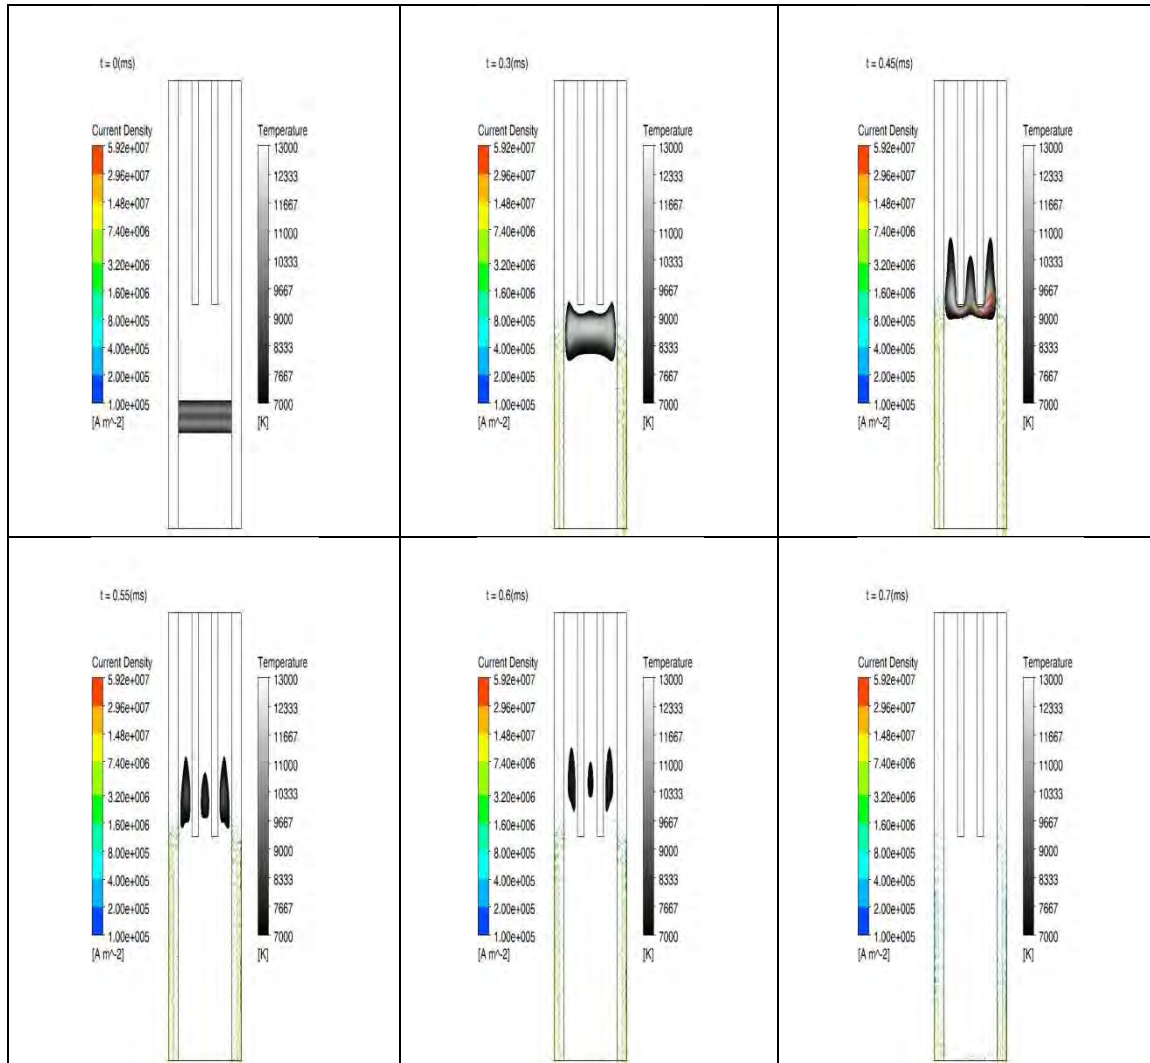 t = 0(ms)
Current Density
5.92e+007
2.96e+007
1.48e+007
7.40e+006
3.20e+006
1.60e+006
8.00e+005
4.00e+005
2.00e+005
1.00e+005
[A m^-2]
Temperature
13000
12333
11667
11000
10333
9667
9000
8333
7667
7000
[K]
t = 0.3(ms)
Current Density
5.92e+007
2.96e+007
1.48e+007
7.40e+006
3.20e+006
1.60e+006
8.00e+005
4.00e+005
2.00e+005
1.00e+005
[A m^-2]
Temperature
13000
12333
11667
11000
10333
9667
9000
8333
7667
7000
[K]
t = 0.45(ms)
Current Density
5.92e+007
2.96e+007
1.48e+007
7.40e+006
3.20e+006
1.60e+006
8.00e+005
4.00e+005
2.00e+005
1.00e+005
[A m^-2]
Temperature
13000
12333
11667
11000
10333
9667
9000
8333
7667
7000
[K]
t = 0.55(ms)
Current Density
5.92e+007
2.96e+007
1.48e+007
7.40e+006
3.20e+006
1.60e+006
8.00e+005
4.00e+005
2.00e+005
1.00e+005
[A m^-2]
Temperature
13000
12333
11667
11000
10333
9667
9000
8333
7667
7000
[K]
t = 0.6(ms)
Current Density
5.92e+007
2.96e+007
1.48e+007
7.40e+006
3.20e+006
1.60e+006
8.00e+005
4.00e+005
2.00e+005
1.00e+005
[A m^-2]
Temperature
13000
12333
11667
11000
10333
9667
9000
8333
7667
7000
[K]
t = 0.7(ms)
Current Density
5.92e+007
2.96e+007
1.48e+007
7.40e+006
3.20e+006
1.60e+006
8.00e+005
4.00e+005
2.00e+005
1.00e+005
[A m^-2]
Temperature
13000
12333
11667
11000
10333
9667
9000
8333
7667
7000
[K]